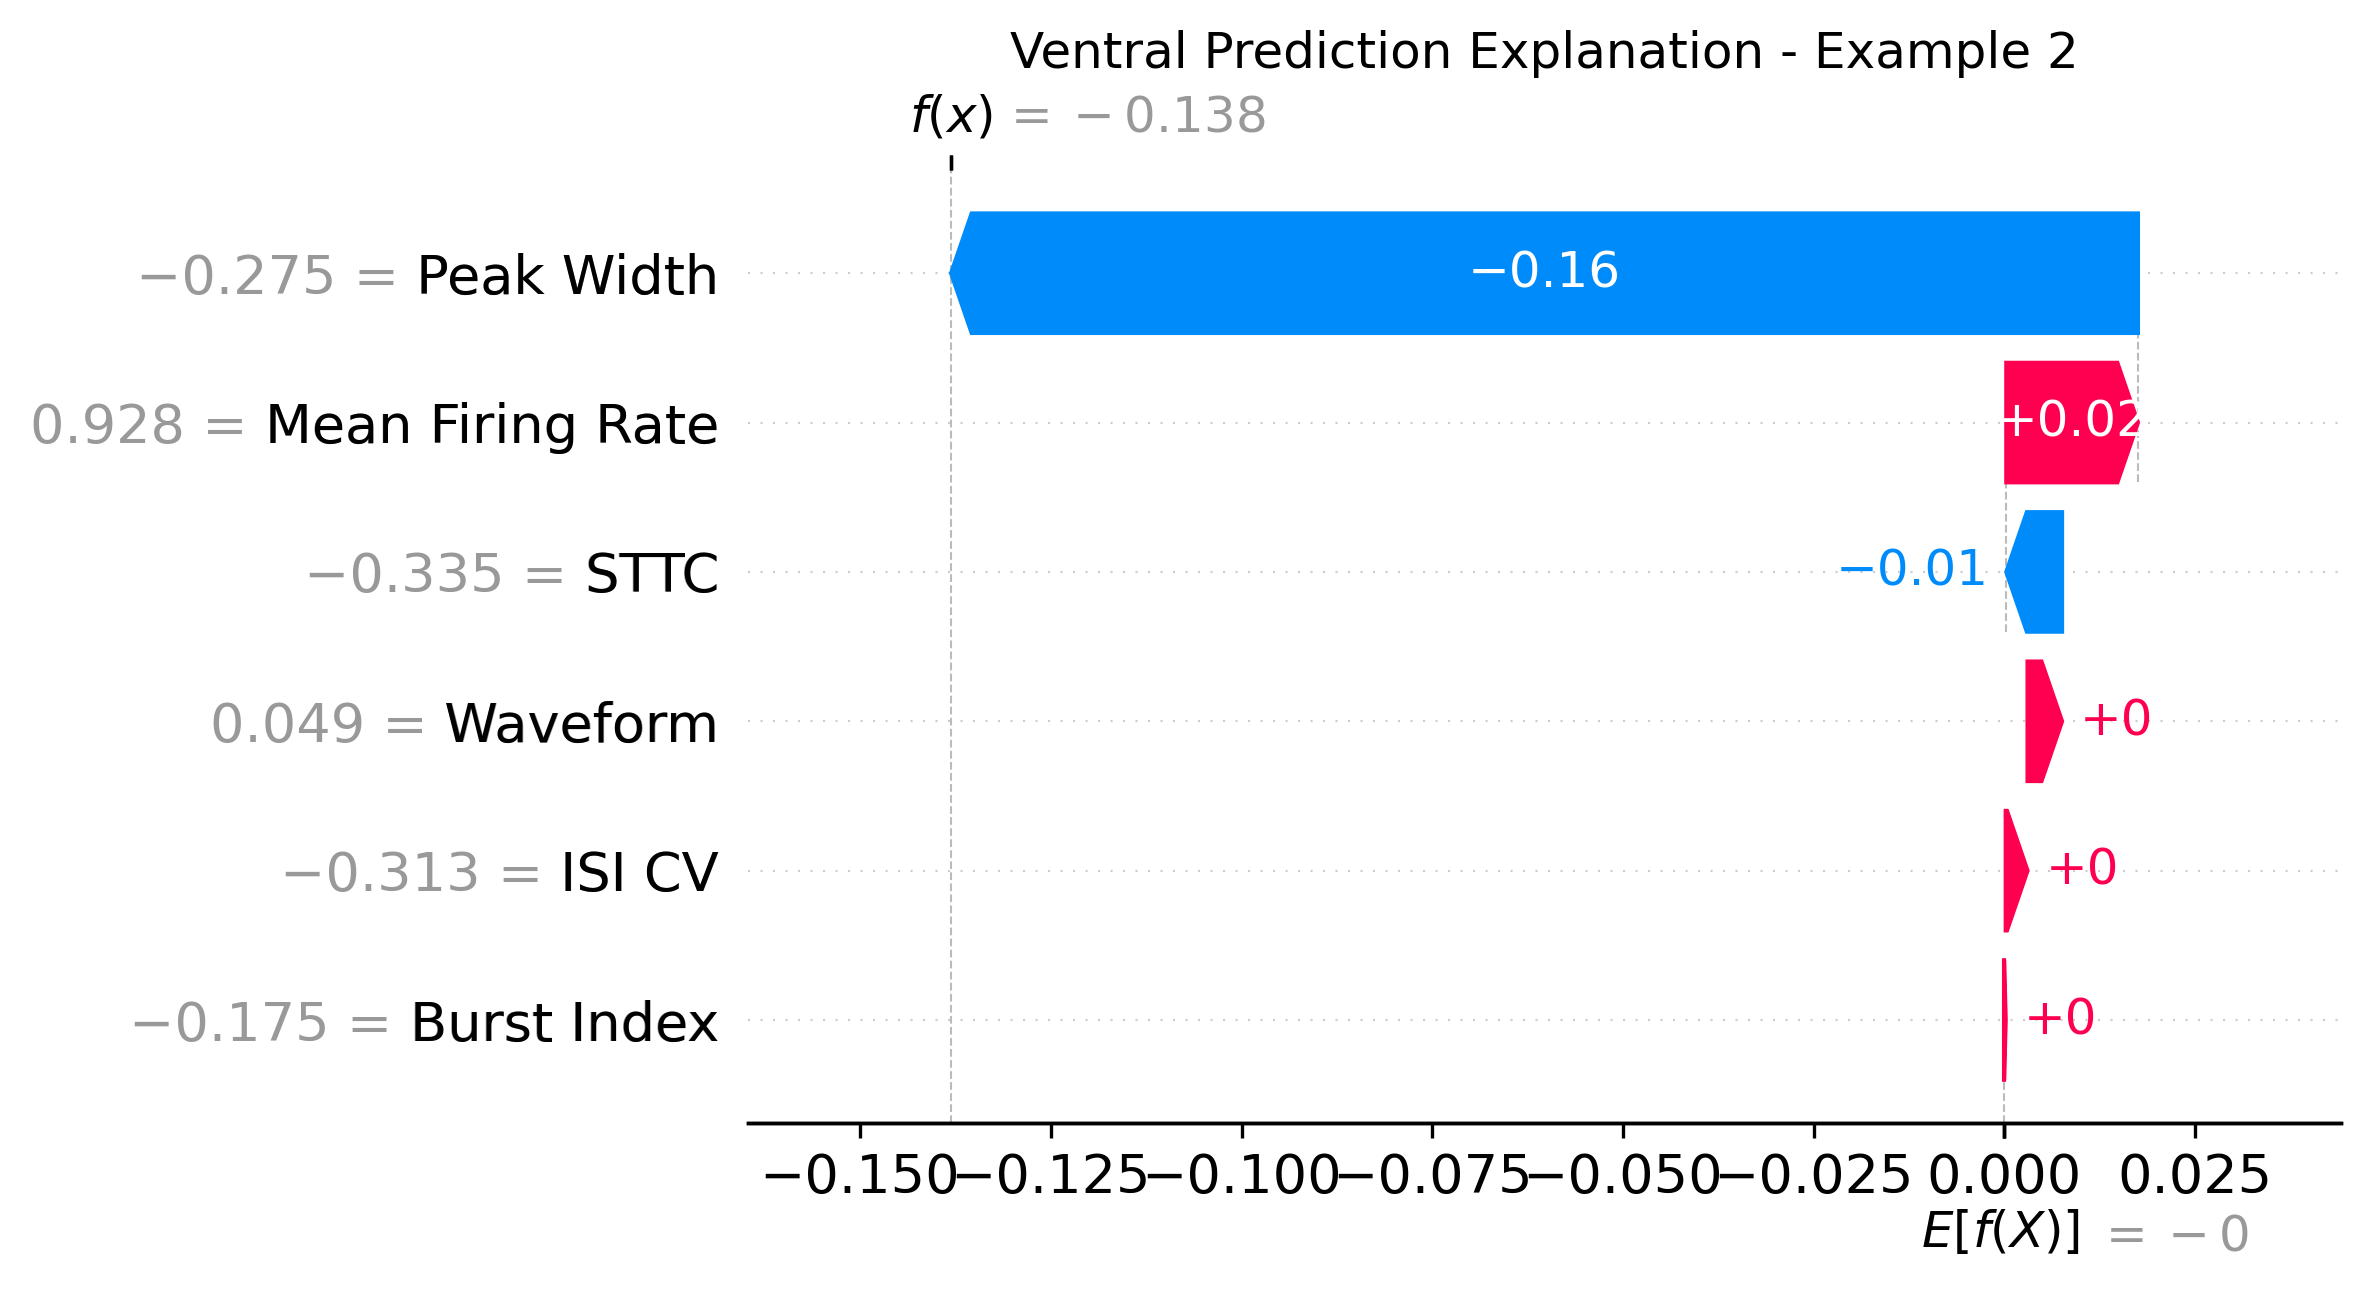 Ventral Prediction Explanation - Example 2
f(x) = −0.138
−0.275 = Peak Width
−0.16
0.928 = Mean Firing Rate
+0.02
−0.335 = STTC
−0.01
0.049 = Waveform
+0
−0.313 = ISI CV
+0
−0.175 = Burst Index
+0
−0.150 −0.125 −0.100 −0.075 −0.050 −0.025 0.000 0.025
E[f(X)] = −0